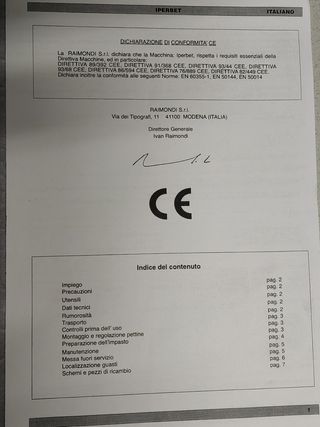 IPERBET ITALIANO
DICHIARAZIONE DI CONFORMITA' CE
La RAIMONDI S.r.l. dichiara che la Macchina: Iperbet, rispetta i requisiti essenziali della
Direttiva Macchine, ed in particolare:
DIRETTIVA 89/392 CEE, DIRETTIVA 91/368 CEE, DIRETTIVA 93/44 CEE, DIRETTIVA
93/68 CEE, DIRETTIVA 86/594 CEE, DIRETTIVA 76/889 CEE, DIRETTIVA 82/449 CEE.
Dichiara inoltre la conformità alle seguenti Norme: EN 60355-1, EN 50144, EN 50014
RAIMONDI S.r.l.
Via dei Tipografi, 11 41100 MODENA (ITALIA)
Direttore Generale
Ivan Raimondi
CE
Indice del contenuto
Impiego pag. 2
Precauzioni pag. 2
Utensili pag. 2
Dati tecnici pag. 2
Rumorosità pag. 3
Trasporto pag. 3
Controlli prima dell' uso pag. 3
Montaggio e regolazione pettine pag. 4
Preparazione dell'impasto pag. 5
Manutenzione pag. 5
Messa fuori servizio pag. 6
Localizzazione guasti pag. 7
Schemi e pezzi di ricambio
1